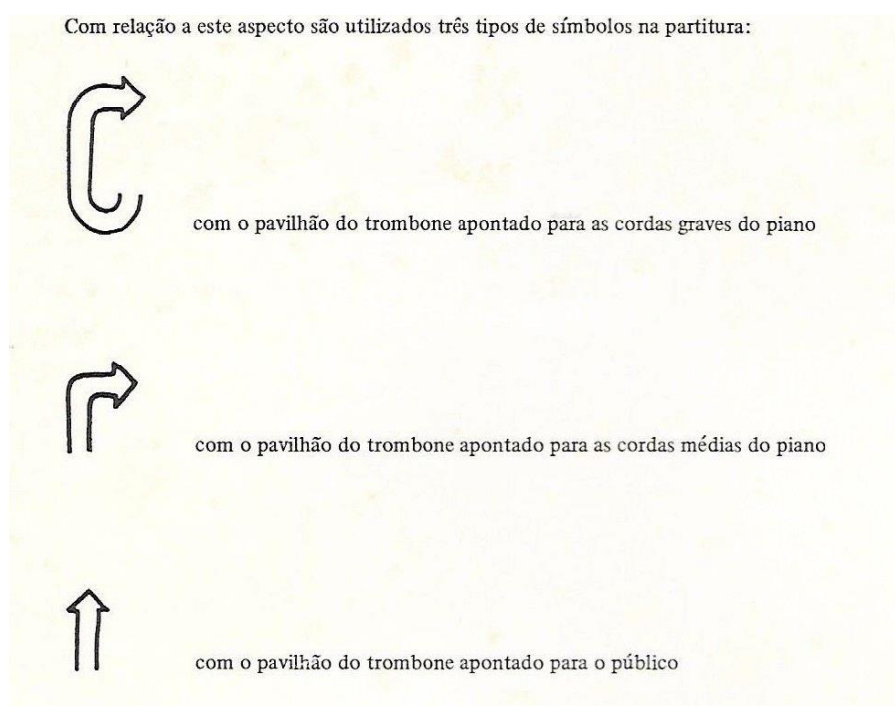 Com relação a este aspecto são utilizados três tipos de símbolos na partitura:
com o pavilhão do trombone apontado para as cordas graves do piano
com o pavilhão do trombone apontado para as cordas médias do piano
com o pavilhão do trombone apontado para o público